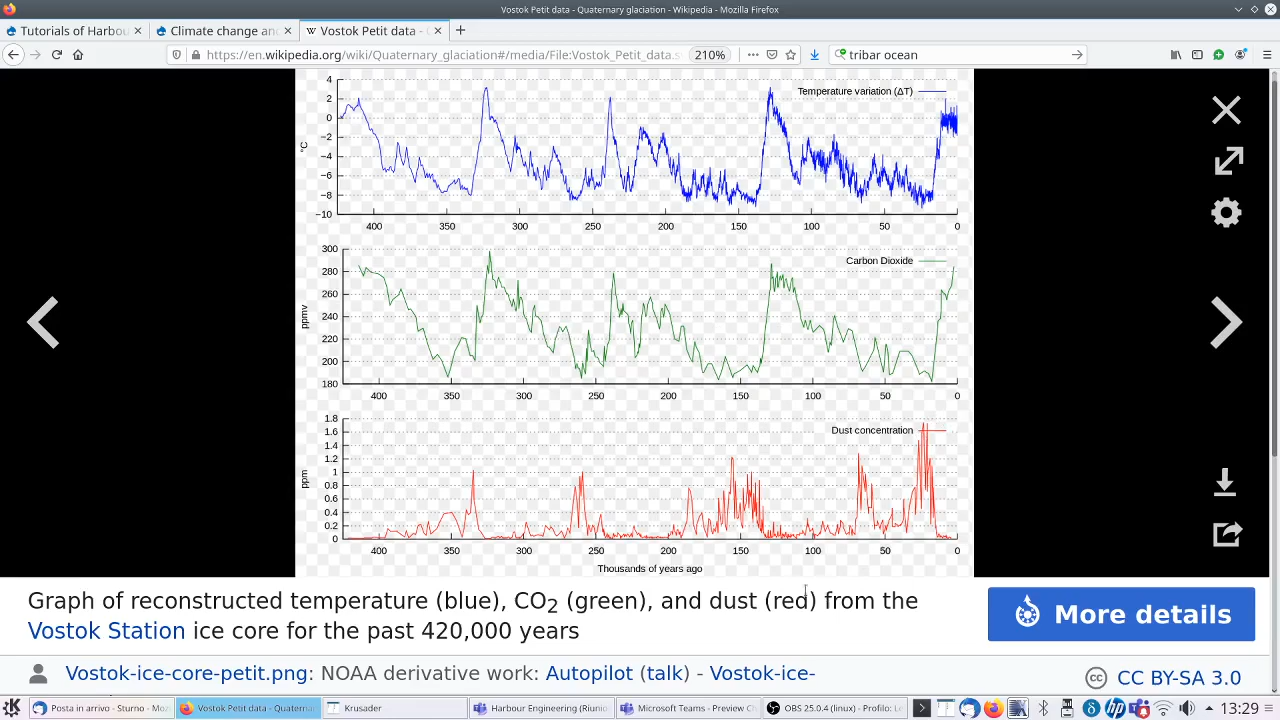 Vostok Petit data - Quaternary glaciation - Wikipedia - Mozilla Firefox
Tutorials of Harbou
Climate change an
Vostok Petit data -
https://en.wikipedia.org/wiki/Quaternary_glaciation#/media/File:Vostok_Petit_data.s
210%
tribar ocean
4
2
0
−2
−4
−6
−8
−10
°C
Temperature variation (ΔT)
400 350 300 250 200 150 100 50 0
300
280
260
240
220
200
180
ppmv
Carbon Dioxide
400 350 300 250 200 150 100 50 0
1.8
1.6
1.4
1.2
1
0.8
0.6
0.4
0.2
0
ppm
Dust concentration
400 350 300 250 200 150 100 50 0
Thousands of years ago
Graph of reconstructed temperature (blue), CO2 (green), and dust (red) from the
Vostok Station ice core for the past 420,000 years
More details
Vostok-ice-core-petit.png: NOAA derivative work: Autopilot (talk) - Vostok-ice-
CC BY-SA 3.0
Posta in arrivo - Sturno - Moz
Vostok Petit data - Quaterna
Krusader
Harbour Engineering (Riunio
Microsoft Teams - Preview
OBS 25.0.4 (linux) - Profilo: L
13:29